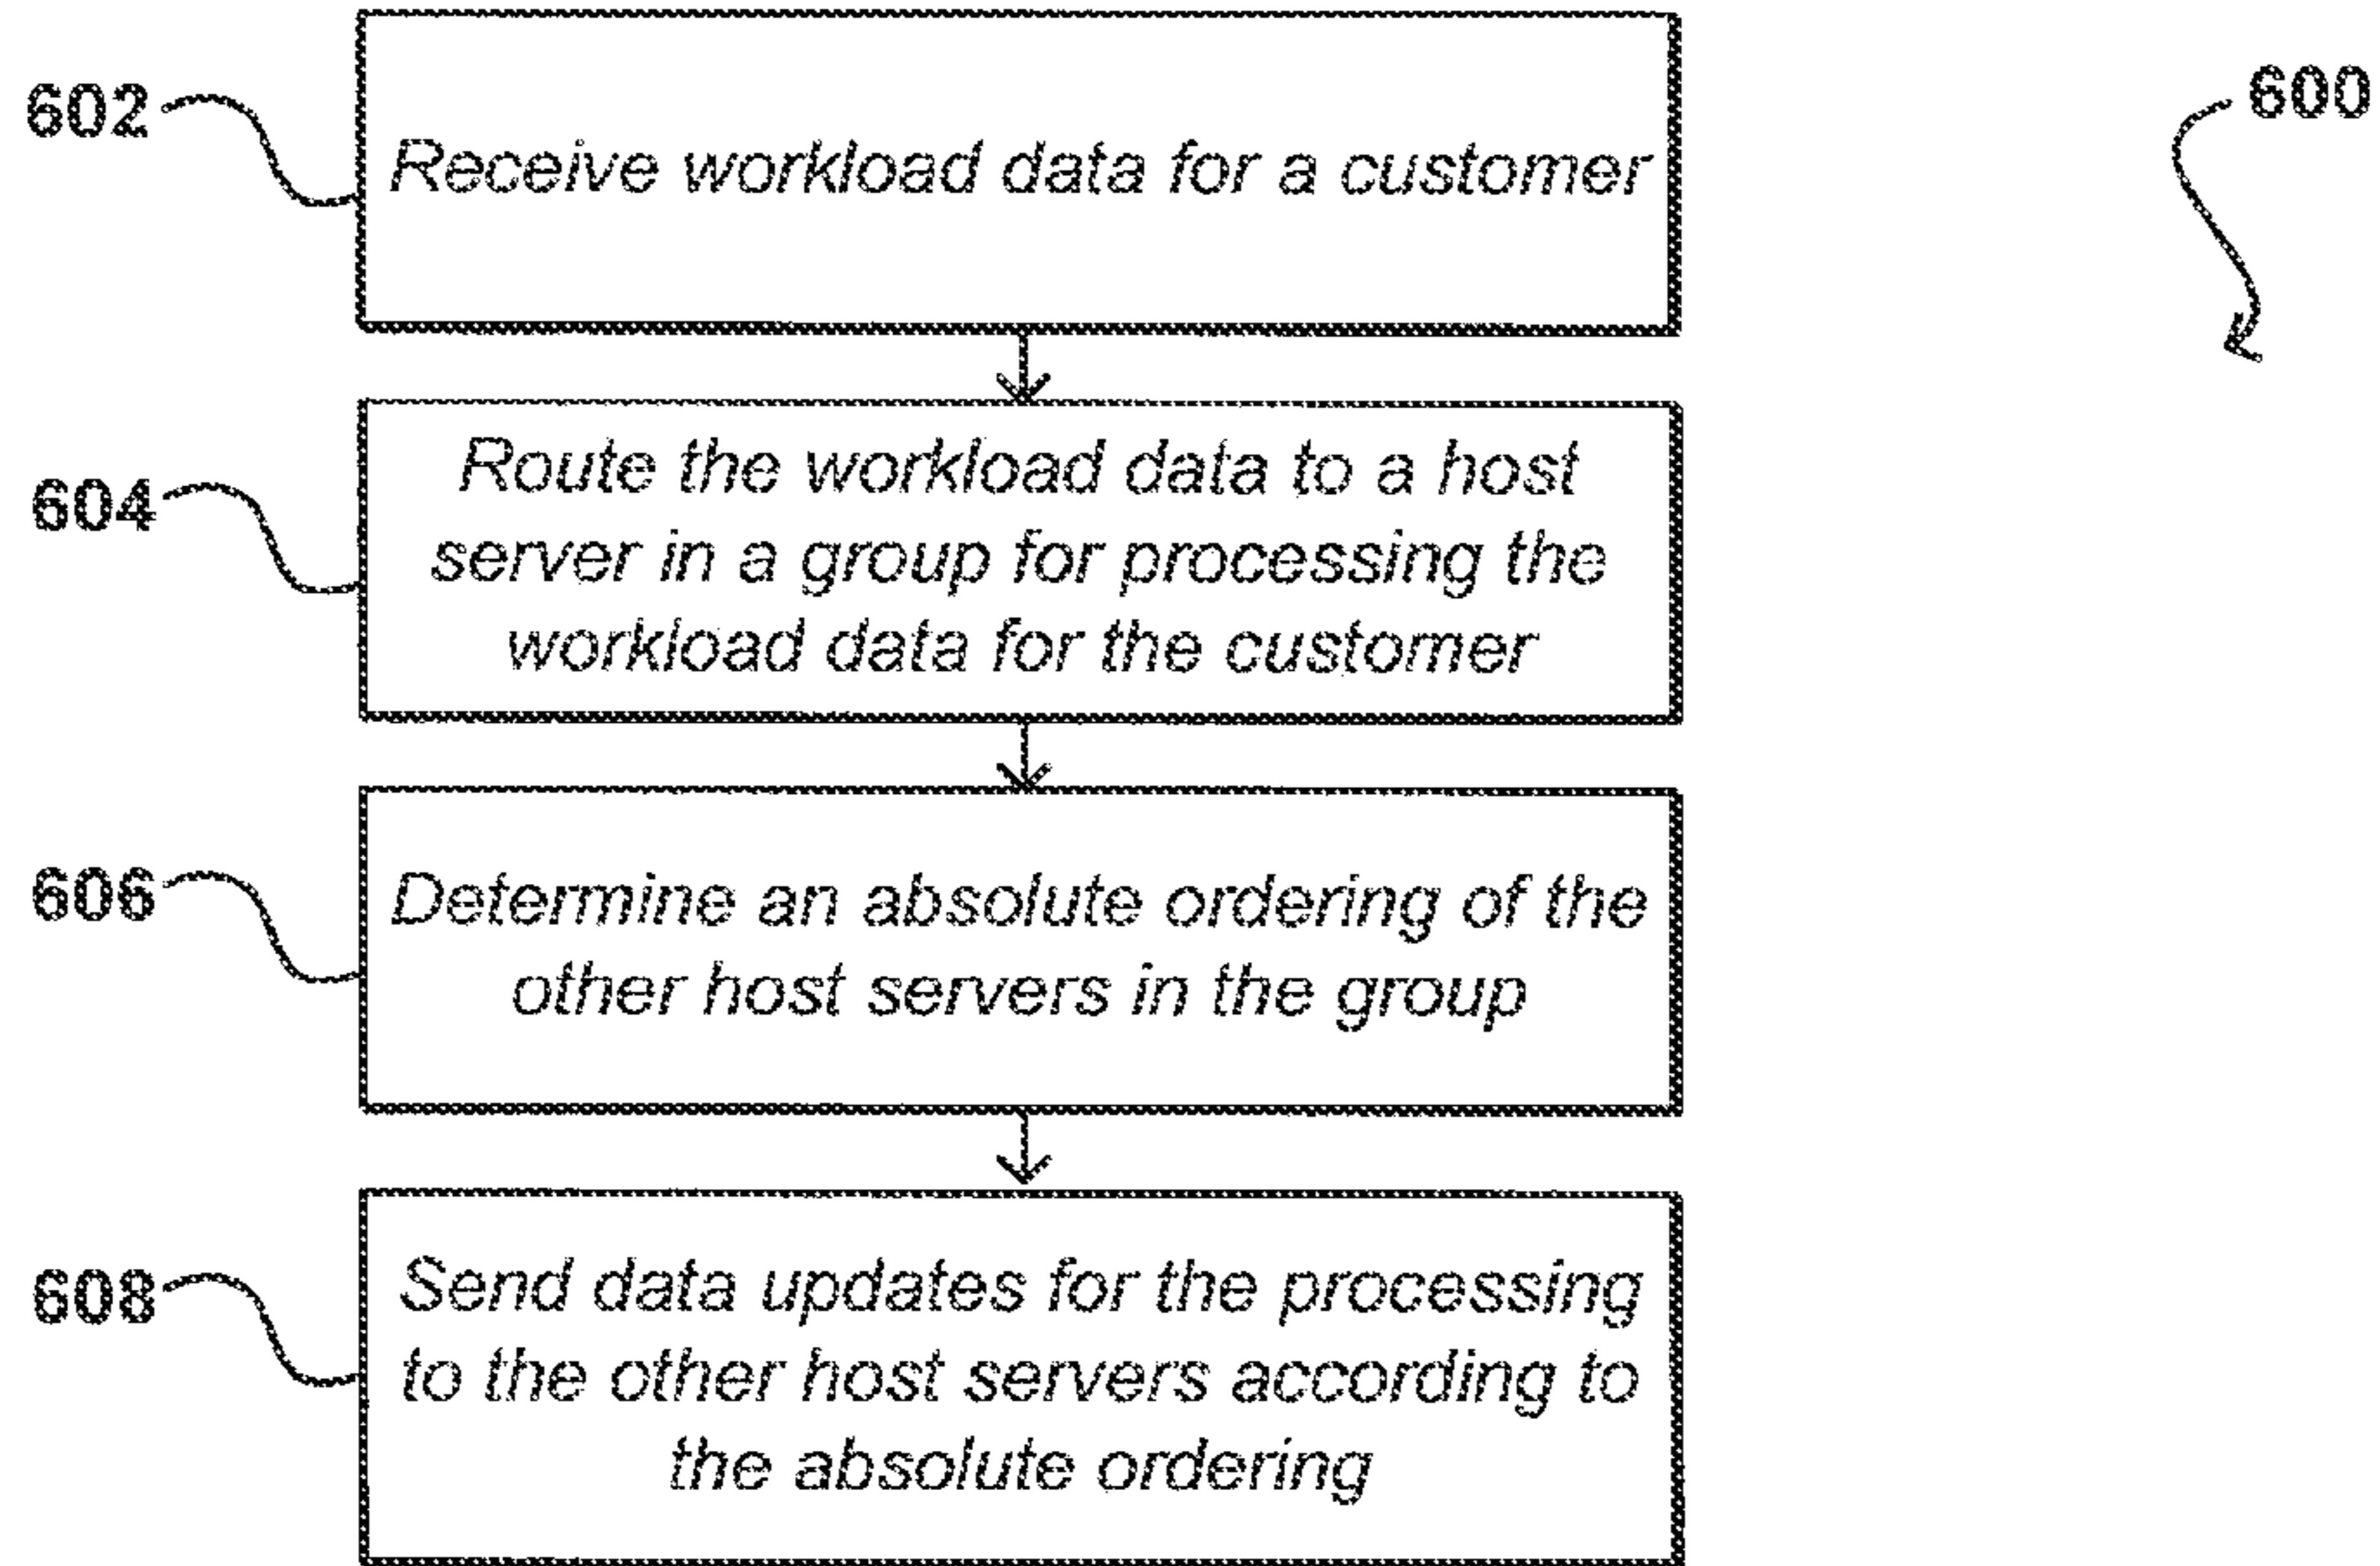 602
Receive workload data for a customer
600
604
Route the workload data to a host
server in a group for processing the
workload data for the customer
606
Determine an absolute ordering of the
other host servers in the group
608
Send data updates for the processing
to the other host servers according to
the absolute ordering